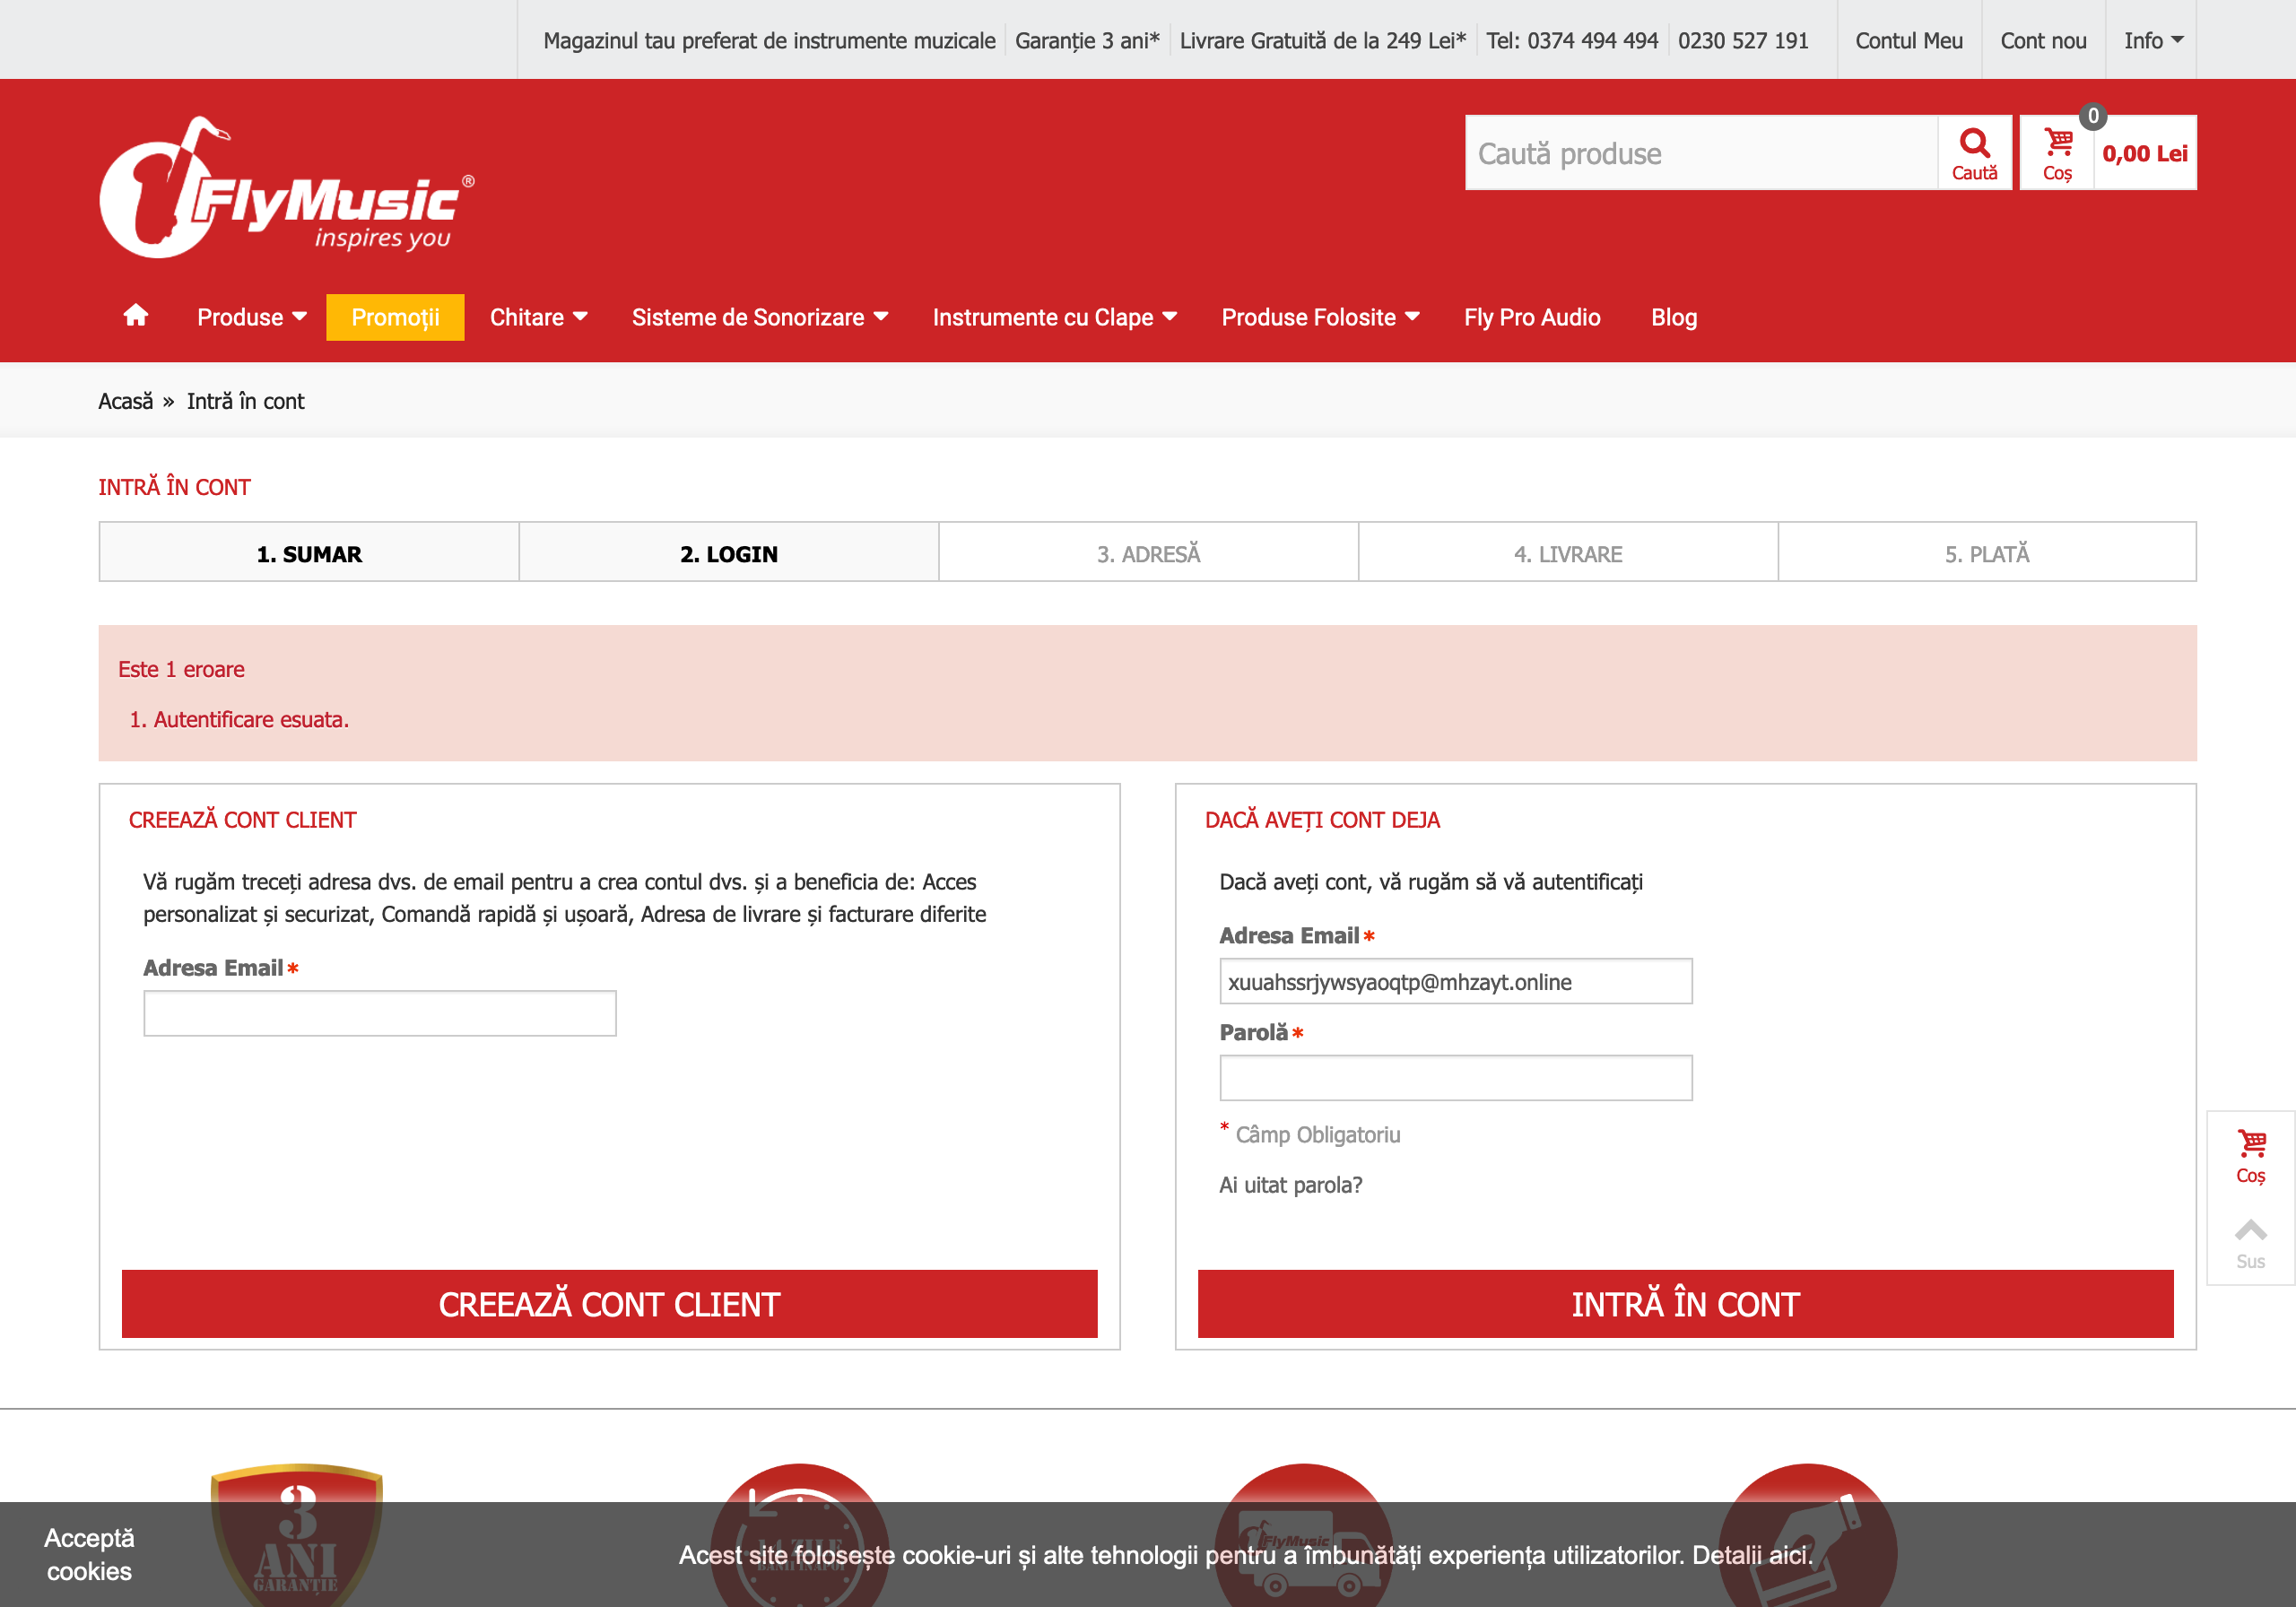 Magazinul tau preferat de instrumente muzicale Garanție 3 ani* Livrare Gratuită de la 249 Lei* Tel: 0374 494 494 0230 527 191 Contul Meu Cont nou Info
FlyMusic®
inspires you
Caută produse
Caută
0
Coș
0,00 Lei
Produse Promoții Chitare Sisteme de Sonorizare Instrumente cu Clape Produse Folosite Fly Pro Audio Blog
Acasă » Intră în cont
INTRĂ ÎN CONT
1. SUMAR 2. LOGIN 3. ADRESĂ 4. LIVRARE 5. PLATĂ
Este 1 eroare
1. Autentificare esuata.
CREEAZĂ CONT CLIENT
Vă rugăm treceți adresa dvs. de email pentru a crea contul dvs. și a beneficia de: Acces
personalizat și securizat, Comandă rapidă și ușoară, Adresa de livrare și facturare diferite
Adresa Email*
CREEAZĂ CONT CLIENT
DACĂ AVEȚI CONT DEJA
Dacă aveți cont, vă rugăm să vă autentificați
Adresa Email*
xuuahssrjywsyaoqtp@mhzayt.online
Parolă*
* Câmp Obligatoriu
Ai uitat parola?
INTRĂ ÎN CONT
Coș
Sus
3
ANI
GARANȚIE
14 ZILE
BANII ÎNAPOI
FlyMusic
Acceptă
cookies
Acest site folosește cookie-uri și alte tehnologii pentru a îmbunătăți experiența utilizatorilor. Detalii aici.